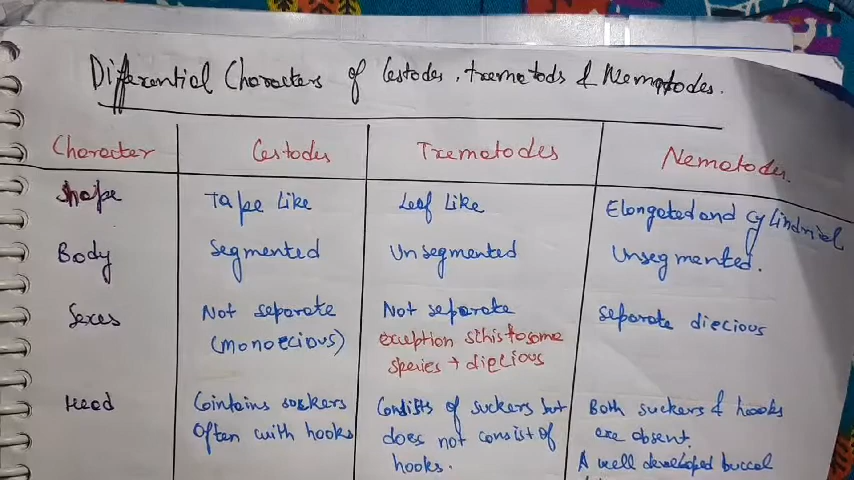 Differential Characters of Cestodes, trematods & Nematodes.
Character Cestodes Trematodes Nematodes.
Shape Tape Like Leaf Like Elongated and cylindrical
Body Segmented Unsegmented Unsegmented.
Sexes Not separate Not separate separate diecious
(monoecious) exception schistosome
species + diecious
Head Contains suckers Consists of suckers but Both suckers & hooks
often with hooks does not consist of are absent.
hooks. A well developed buccal